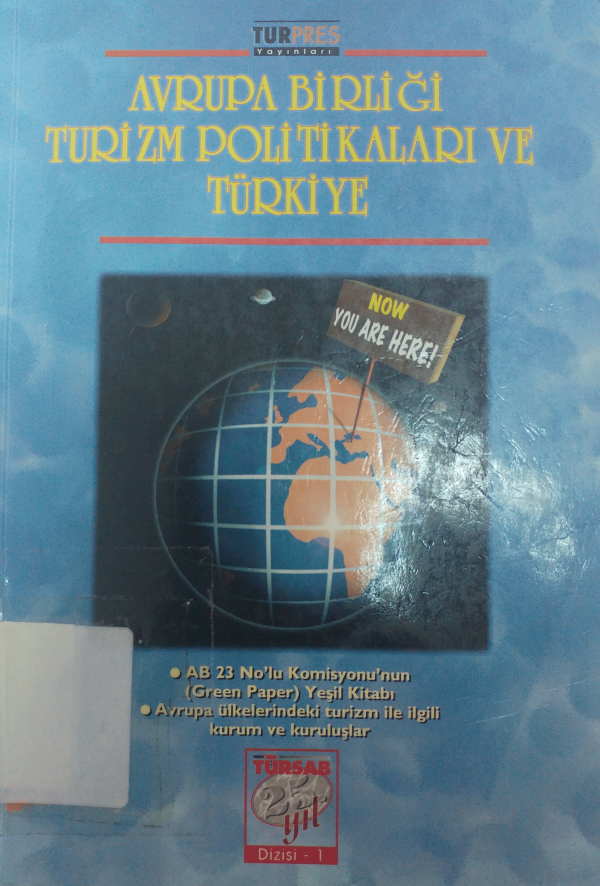 TURPRES
Yayınları
AVRUPA BİRLİĞİ
TURİZM POLİTİKALARI VE
TÜRKİYE
NOW
YOU ARE HERE!
• AB 23 No'lu Komisyonu'nun
(Green Paper) Yeşil Kitabı
• Avrupa ülkelerindeki turizm ile ilgili
kurum ve kuruluşlar
TÜRSAB
25
yıl
Dizisi - 1